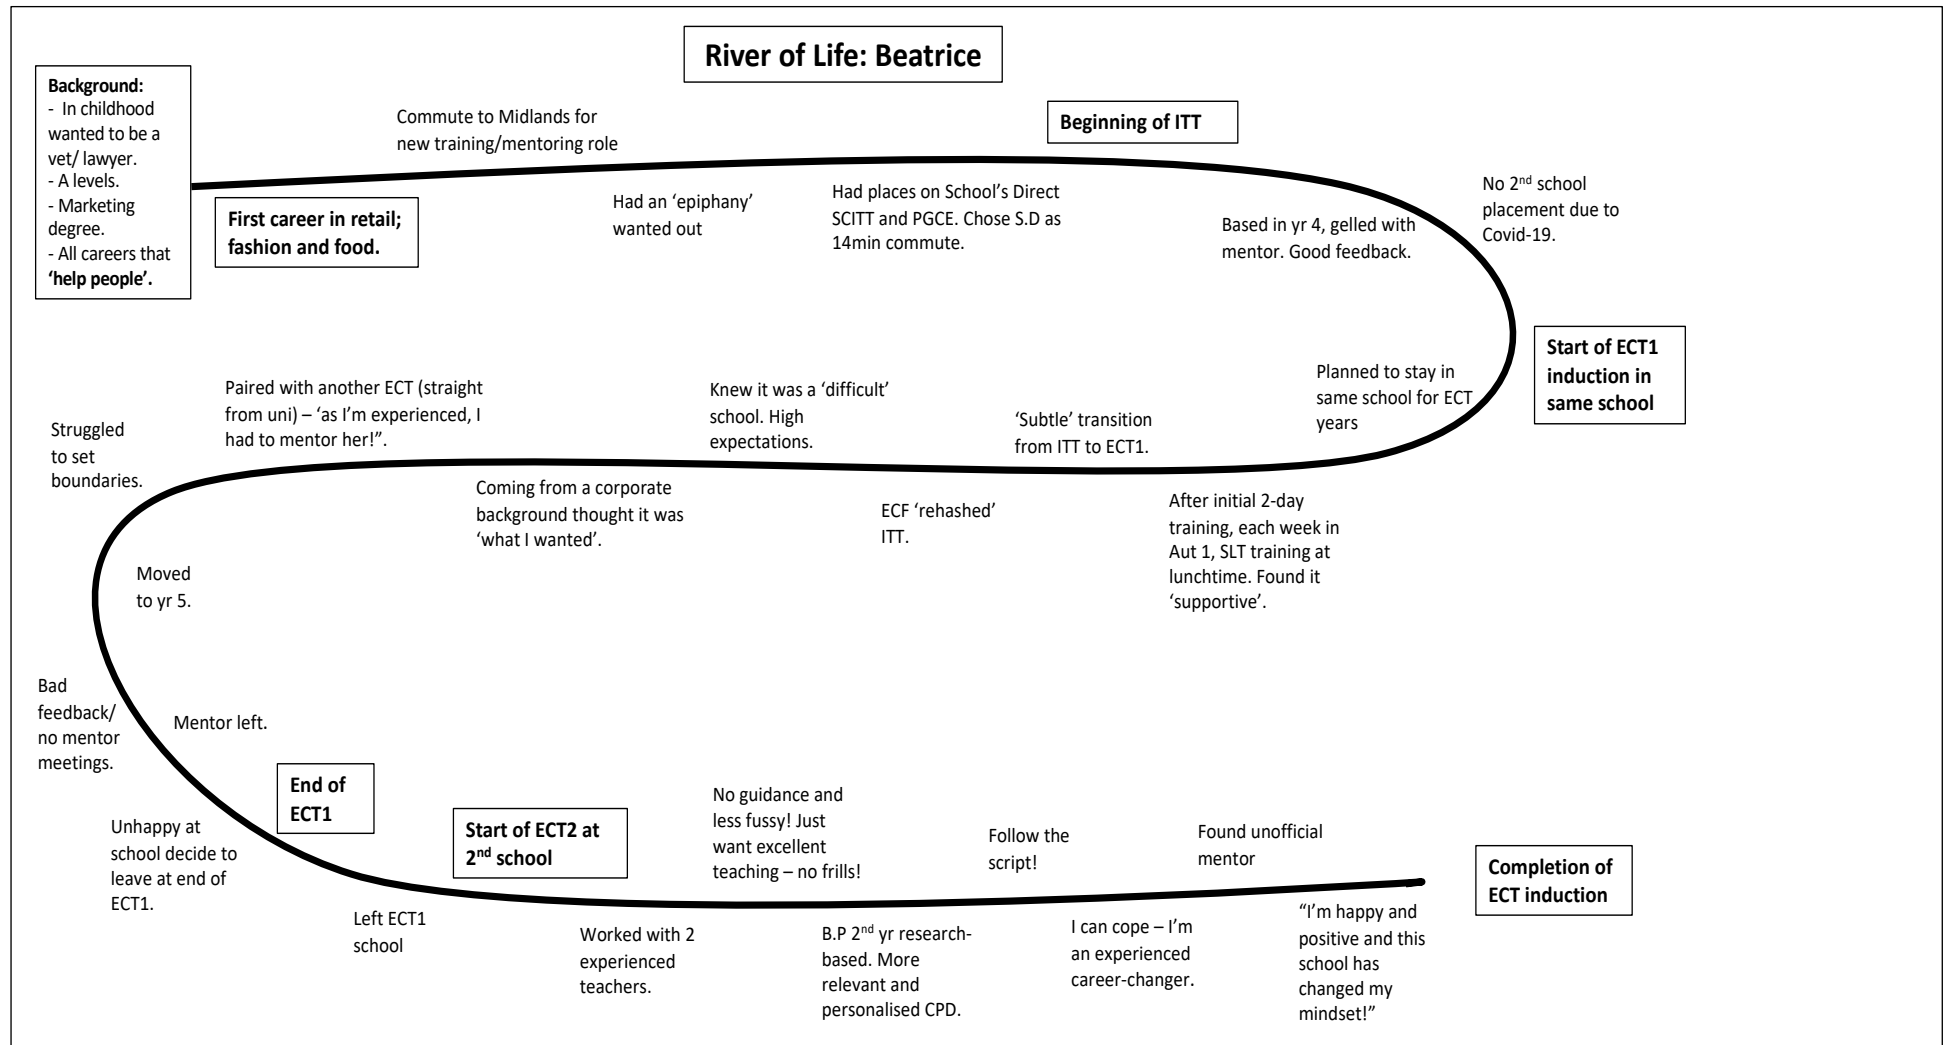 River of Life: Beatrice
Background:
- In childhood
wanted to be a
vet/ lawyer.
- A levels.
- Marketing
degree.
- All careers that
‘help people’.
First career in retail;
fashion and food.
Commute to Midlands for
new training/mentoring role
Had an ‘epiphany’
wanted out
Had places on School’s Direct
SCITT and PGCE. Chose S.D as
14min commute.
Beginning of ITT
Based in yr 4, gelled with
mentor. Good feedback.
No 2nd school
placement due to
Covid-19.
Start of ECT1
induction in
same school
Planned to stay in
same school for ECT
years
After initial 2-day
training, each week in
Aut 1, SLT training at
lunchtime. Found it
‘supportive’.
‘Subtle’ transition
from ITT to ECT1.
ECF ‘rehashed’
ITT.
Knew it was a ‘difficult’
school. High
expectations.
Coming from a corporate
background thought it was
‘what I wanted’.
Paired with another ECT (straight
from uni) – ‘as I’m experienced, I
had to mentor her!”.
Struggled
to set
boundaries.
Moved
to yr 5.
Bad
feedback/
no mentor
meetings.
Mentor left.
Unhappy at
school decide to
leave at end of
ECT1.
End of
ECT1
Left ECT1
school
Start of ECT2 at
2nd school
Worked with 2
experienced
teachers.
No guidance and
less fussy! Just
want excellent
teaching – no frills!
B.P 2nd yr research-
based. More
relevant and
personalised CPD.
Follow the
script!
I can cope – I’m
an experienced
career-changer.
Found unofficial
mentor
“I’m happy and
positive and this
school has
changed my
mindset!”
Completion of
ECT induction